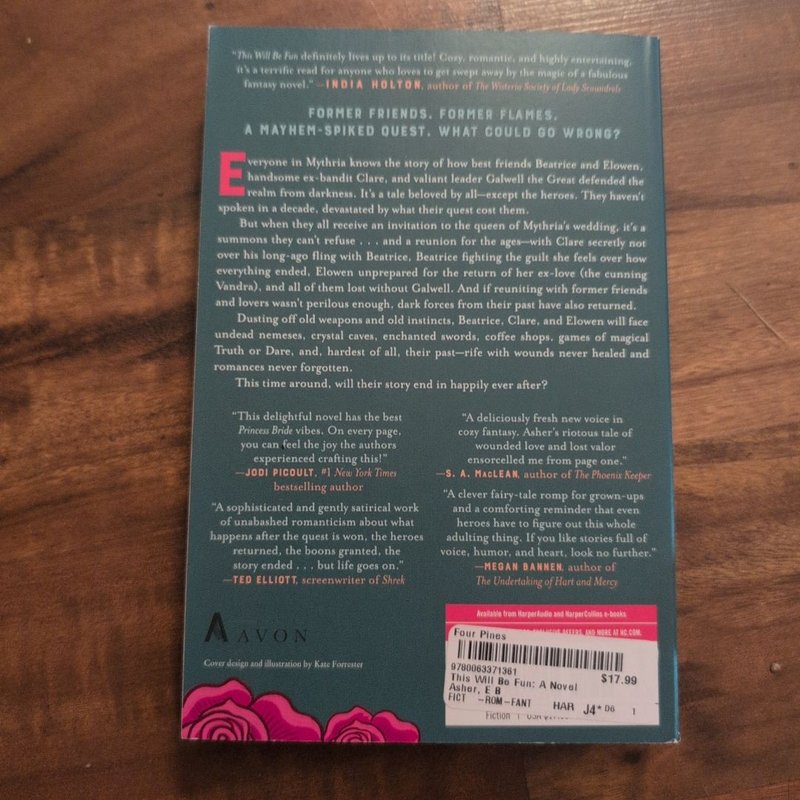 "This Will Be Fun definitely lives up to its title! Cozy, romantic, and highly entertaining,
it's a terrific read for anyone who loves to get swept away by the magic of a fabulous
fantasy novel." —INDIA HOLTON, author of The Wisteria Society of Lady Scoundrels
FORMER FRIENDS. FORMER FLAMES.
A MAYHEM-SPIKED QUEST. WHAT COULD GO WRONG?
Everyone in Mythria knows the story of how best friends Beatrice and Elowen,
handsome ex-bandit Clare, and valiant leader Galwell the Great defended the
realm from darkness. It's a tale beloved by all—except the heroes. They haven't
spoken in a decade, devastated by what their quest cost them.
But when they all receive an invitation to the queen of Mythria's wedding, it's a
summons they can't refuse . . . and a reunion for the ages—with Clare secretly not
over his long-ago fling with Beatrice, Beatrice fighting the guilt she feels over how
everything ended, Elowen unprepared for the return of her ex-love (the cunning
Vandra), and all of them lost without Galwell. And if reuniting with former friends
and lovers wasn't perilous enough, dark forces from their past have also returned.
Dusting off old weapons and old instincts, Beatrice, Clare, and Elowen will face
undead nemeses, crystal caves, enchanted swords, coffee shops, games of magical
Truth or Dare, and, hardest of all, their past—rife with wounds never healed and
romances never forgotten.
This time around, will their story end in happily ever after?
"This delightful novel has the best
Princess Bride vibes. On every page,
you can feel the joy the authors
experienced crafting this!"
—JODI PICOULT, #1 New York Times
bestselling author
"A sophisticated and gently satirical work
of unabashed romanticism about what
happens after the quest is won, the heroes
returned, the boons granted, the
story ended . . . but life goes on."
—TED ELLIOTT, screenwriter of Shrek
"A deliciously fresh new voice in
cozy fantasy. Asher's riotous tale of
wounded love and lost valor
ensorcelled me from page one."
—S. A. MacLEAN, author of The Phoenix Keeper
"A clever fairy-tale romp for grown-ups
and a comforting reminder that even
heroes have to figure out this whole
adulting thing. If you like stories full of
voice, humor, and heart, look no further."
—MEGAN BANNEN, author of
The Undertaking of Hart and Mercy
A AVON
Cover design and illustration by Kate Forrester
Available from HarperAudio and HarperCollins e-books
OFFERS, AND MORE AT HC.COM.
Four Pines
9780063371361
$17.99
This Will Be Fun: A Novel
Asher, E B
FICT -ROM-FANT HAR J4* D6 1
Fiction